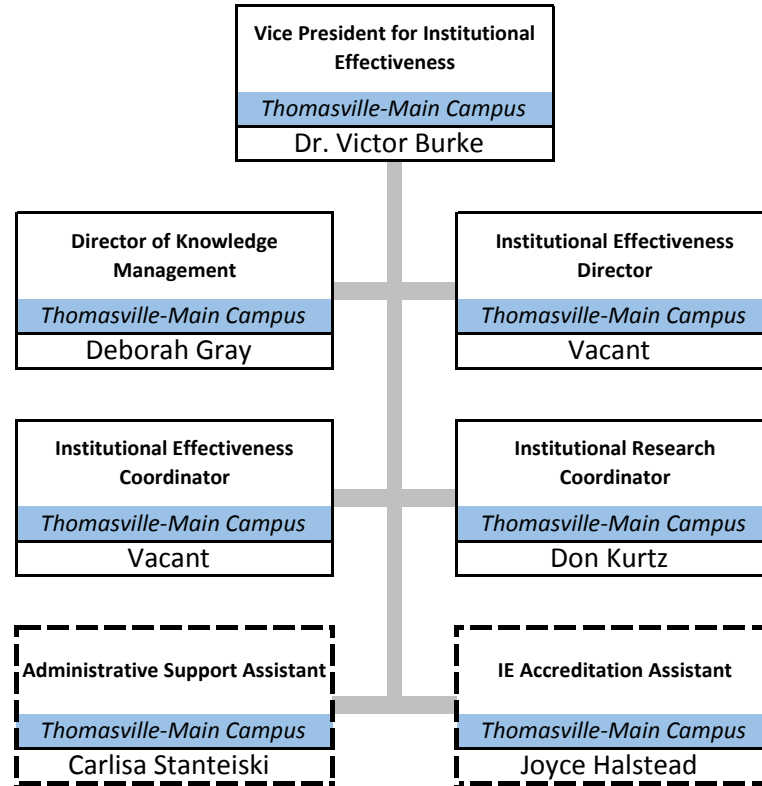 Vice President for Institutional
Effectiveness
Thomasville-Main Campus
Dr. Victor Burke
Director of Knowledge
Management
Thomasville-Main Campus
Deborah Gray
Institutional Effectiveness
Director
Thomasville-Main Campus
Vacant
Institutional Effectiveness
Coordinator
Thomasville-Main Campus
Vacant
Institutional Research
Coordinator
Thomasville-Main Campus
Don Kurtz
Administrative Support Assistant
Thomasville-Main Campus
Carlisa Stanteiski
IE Accreditation Assistant
Thomasville-Main Campus
Joyce Halstead